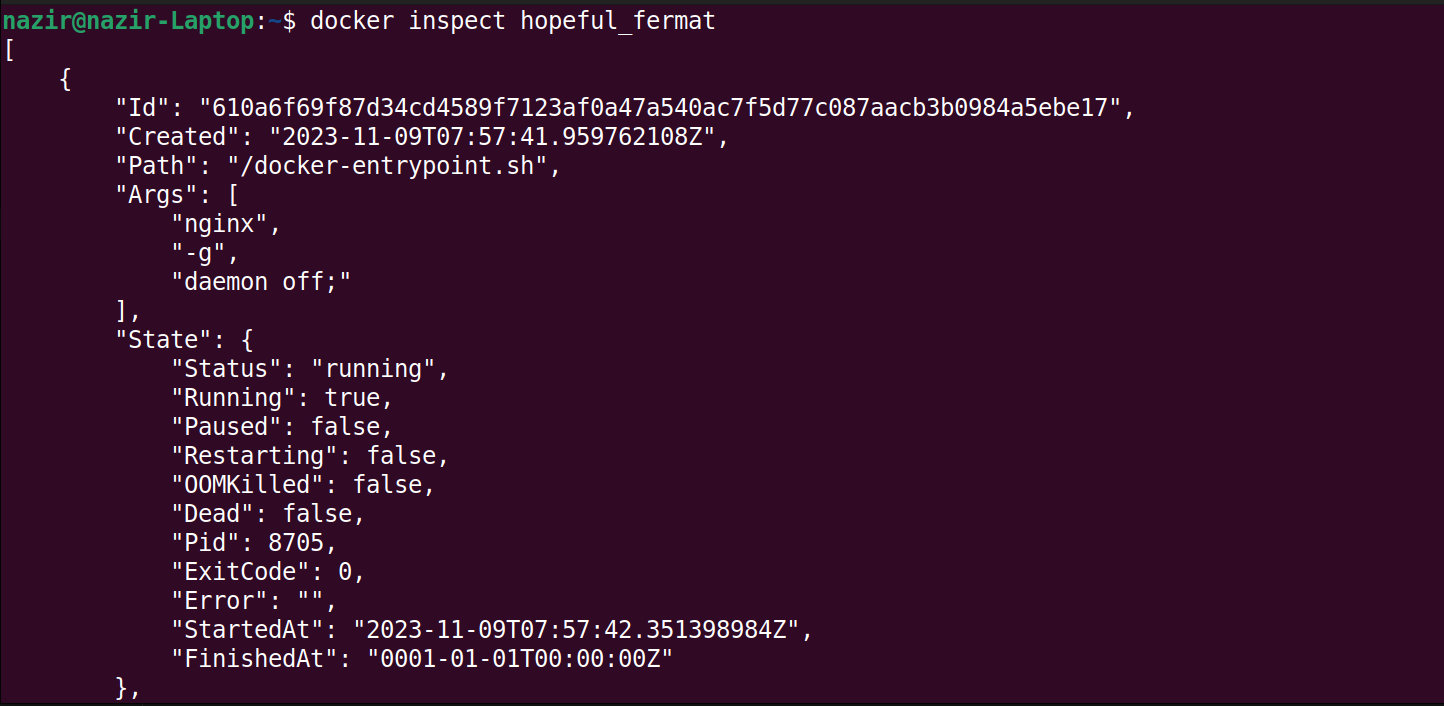 nazir@nazir-Laptop:~$ docker inspect hopeful_fermat
[
    {
        "Id": "610a6f69f87d34cd4589f7123af0a47a540ac7f5d77c087aacb3b0984a5ebe17",
        "Created": "2023-11-09T07:57:41.959762108Z",
        "Path": "/docker-entrypoint.sh",
        "Args": [
            "nginx",
            "-g",
            "daemon off;"
        ],
        "State": {
            "Status": "running",
            "Running": true,
            "Paused": false,
            "Restarting": false,
            "OOMKilled": false,
            "Dead": false,
            "Pid": 8705,
            "ExitCode": 0,
            "Error": "",
            "StartedAt": "2023-11-09T07:57:42.351398984Z",
            "FinishedAt": "0001-01-01T00:00:00Z"
        },